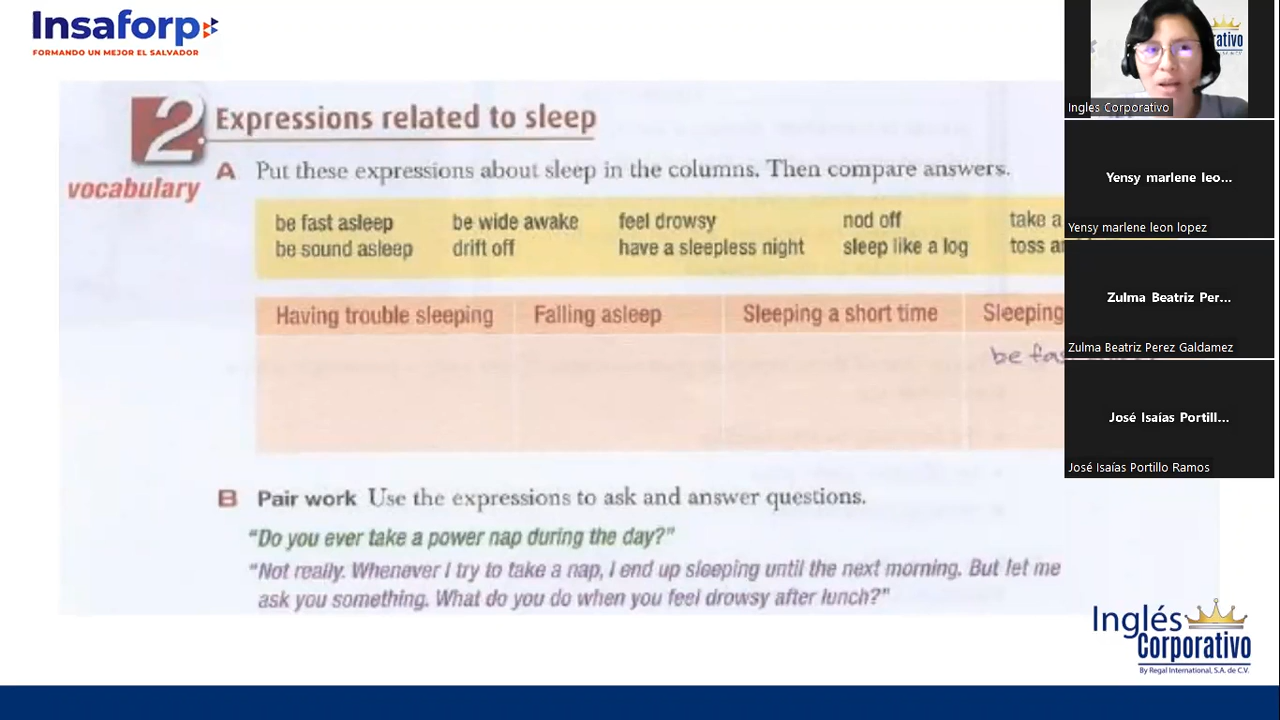 Insaforp
FORMANDO UN MEJOR EL SALVADOR
2 Expressions related to sleep
vocabulary
A Put these expressions about sleep in the columns. Then compare answers.
be fast asleep be wide awake feel drowsy nod off take a
be sound asleep drift off have a sleepless night sleep like a log toss
Having trouble sleeping Falling asleep Sleeping a short time Sleeping
be
B Pair work Use the expressions to ask and answer questions.
"Do you ever take a power nap during the day?"
"Not really. Whenever I try to take a nap, I end up sleeping until the next morning. But let me
ask you something. What do you do when you feel drowsy after lunch?"
Inglés
Corporativo
By Regal International, S.A. de C.V.
Ingles Corporativo
Yensy marlene leo...
Yensy marlene leon lopez
Zulma Beatriz Per...
Zulma Beatriz Perez Galdamez
José Isaías Portill...
José Isaías Portillo Ramos